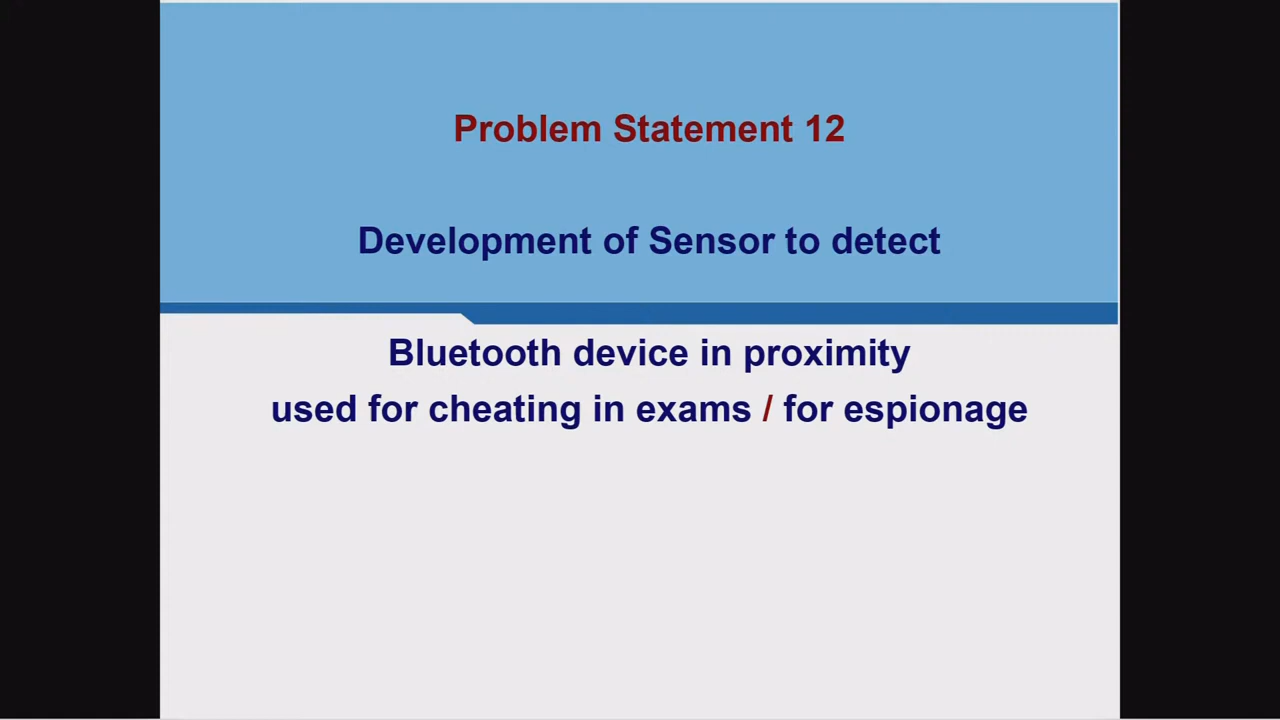 Problem Statement 12
Development of Sensor to detect
Bluetooth device in proximity
used for cheating in exams / for espionage